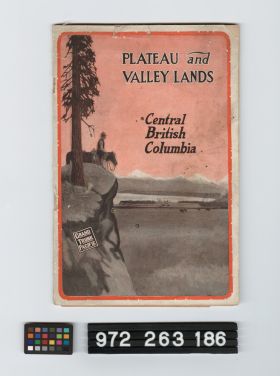 PLATEAU and
VALLEY LANDS
Central
British
Columbia
GRAND
TRUNK
PACIFIC
972 263 186